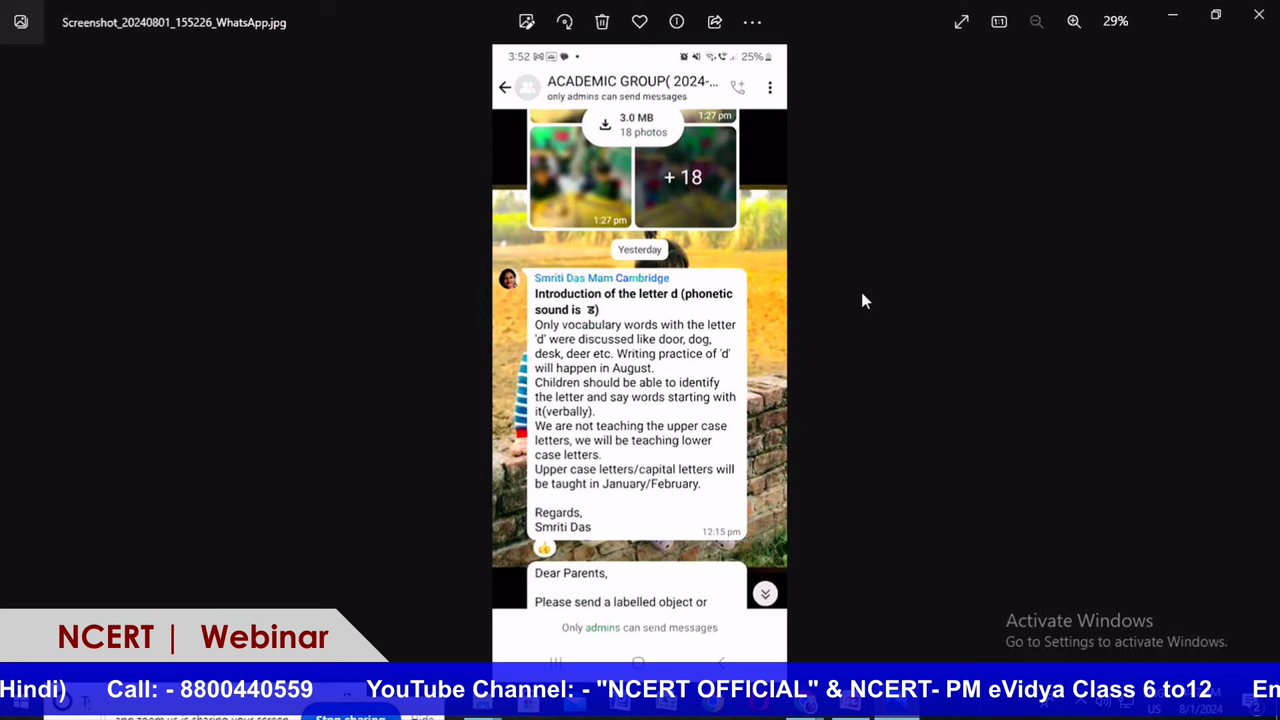 Screenshot_20240801_155226_WhatsApp.jpg
29%
3:52
25%
ACADEMIC GROUP( 2024-...
only admins can send messages
3.0 MB
18 photos
1:27 pm
+ 18
1:27 pm
Yesterday
Smriti Das Mam Cambridge
Introduction of the letter d (phonetic
sound is ड)
Only vocabulary words with the letter
'd' were discussed like door, dog,
desk, deer etc. Writing practice of 'd'
will happen in August.
Children should be able to identify
the letter and say words starting with
it(verbally).
We are not teaching the upper case
letters, we will be teaching lower
case letters.
Upper case letters/capital letters will
be taught in January/February.
Regards,
Smriti Das
12:15 pm
Dear Parents,
Please send a labelled object or
Only admins can send messages
Activate Windows
Go to Settings to activate Windows.
NCERT | Webinar
Hindi) Call: - 8800440559 YouTube Channel: - "NCERT OFFICIAL" & NCERT- PM eVidya Class 6 to12 En
Stop sharing
Hide
8/1/2024